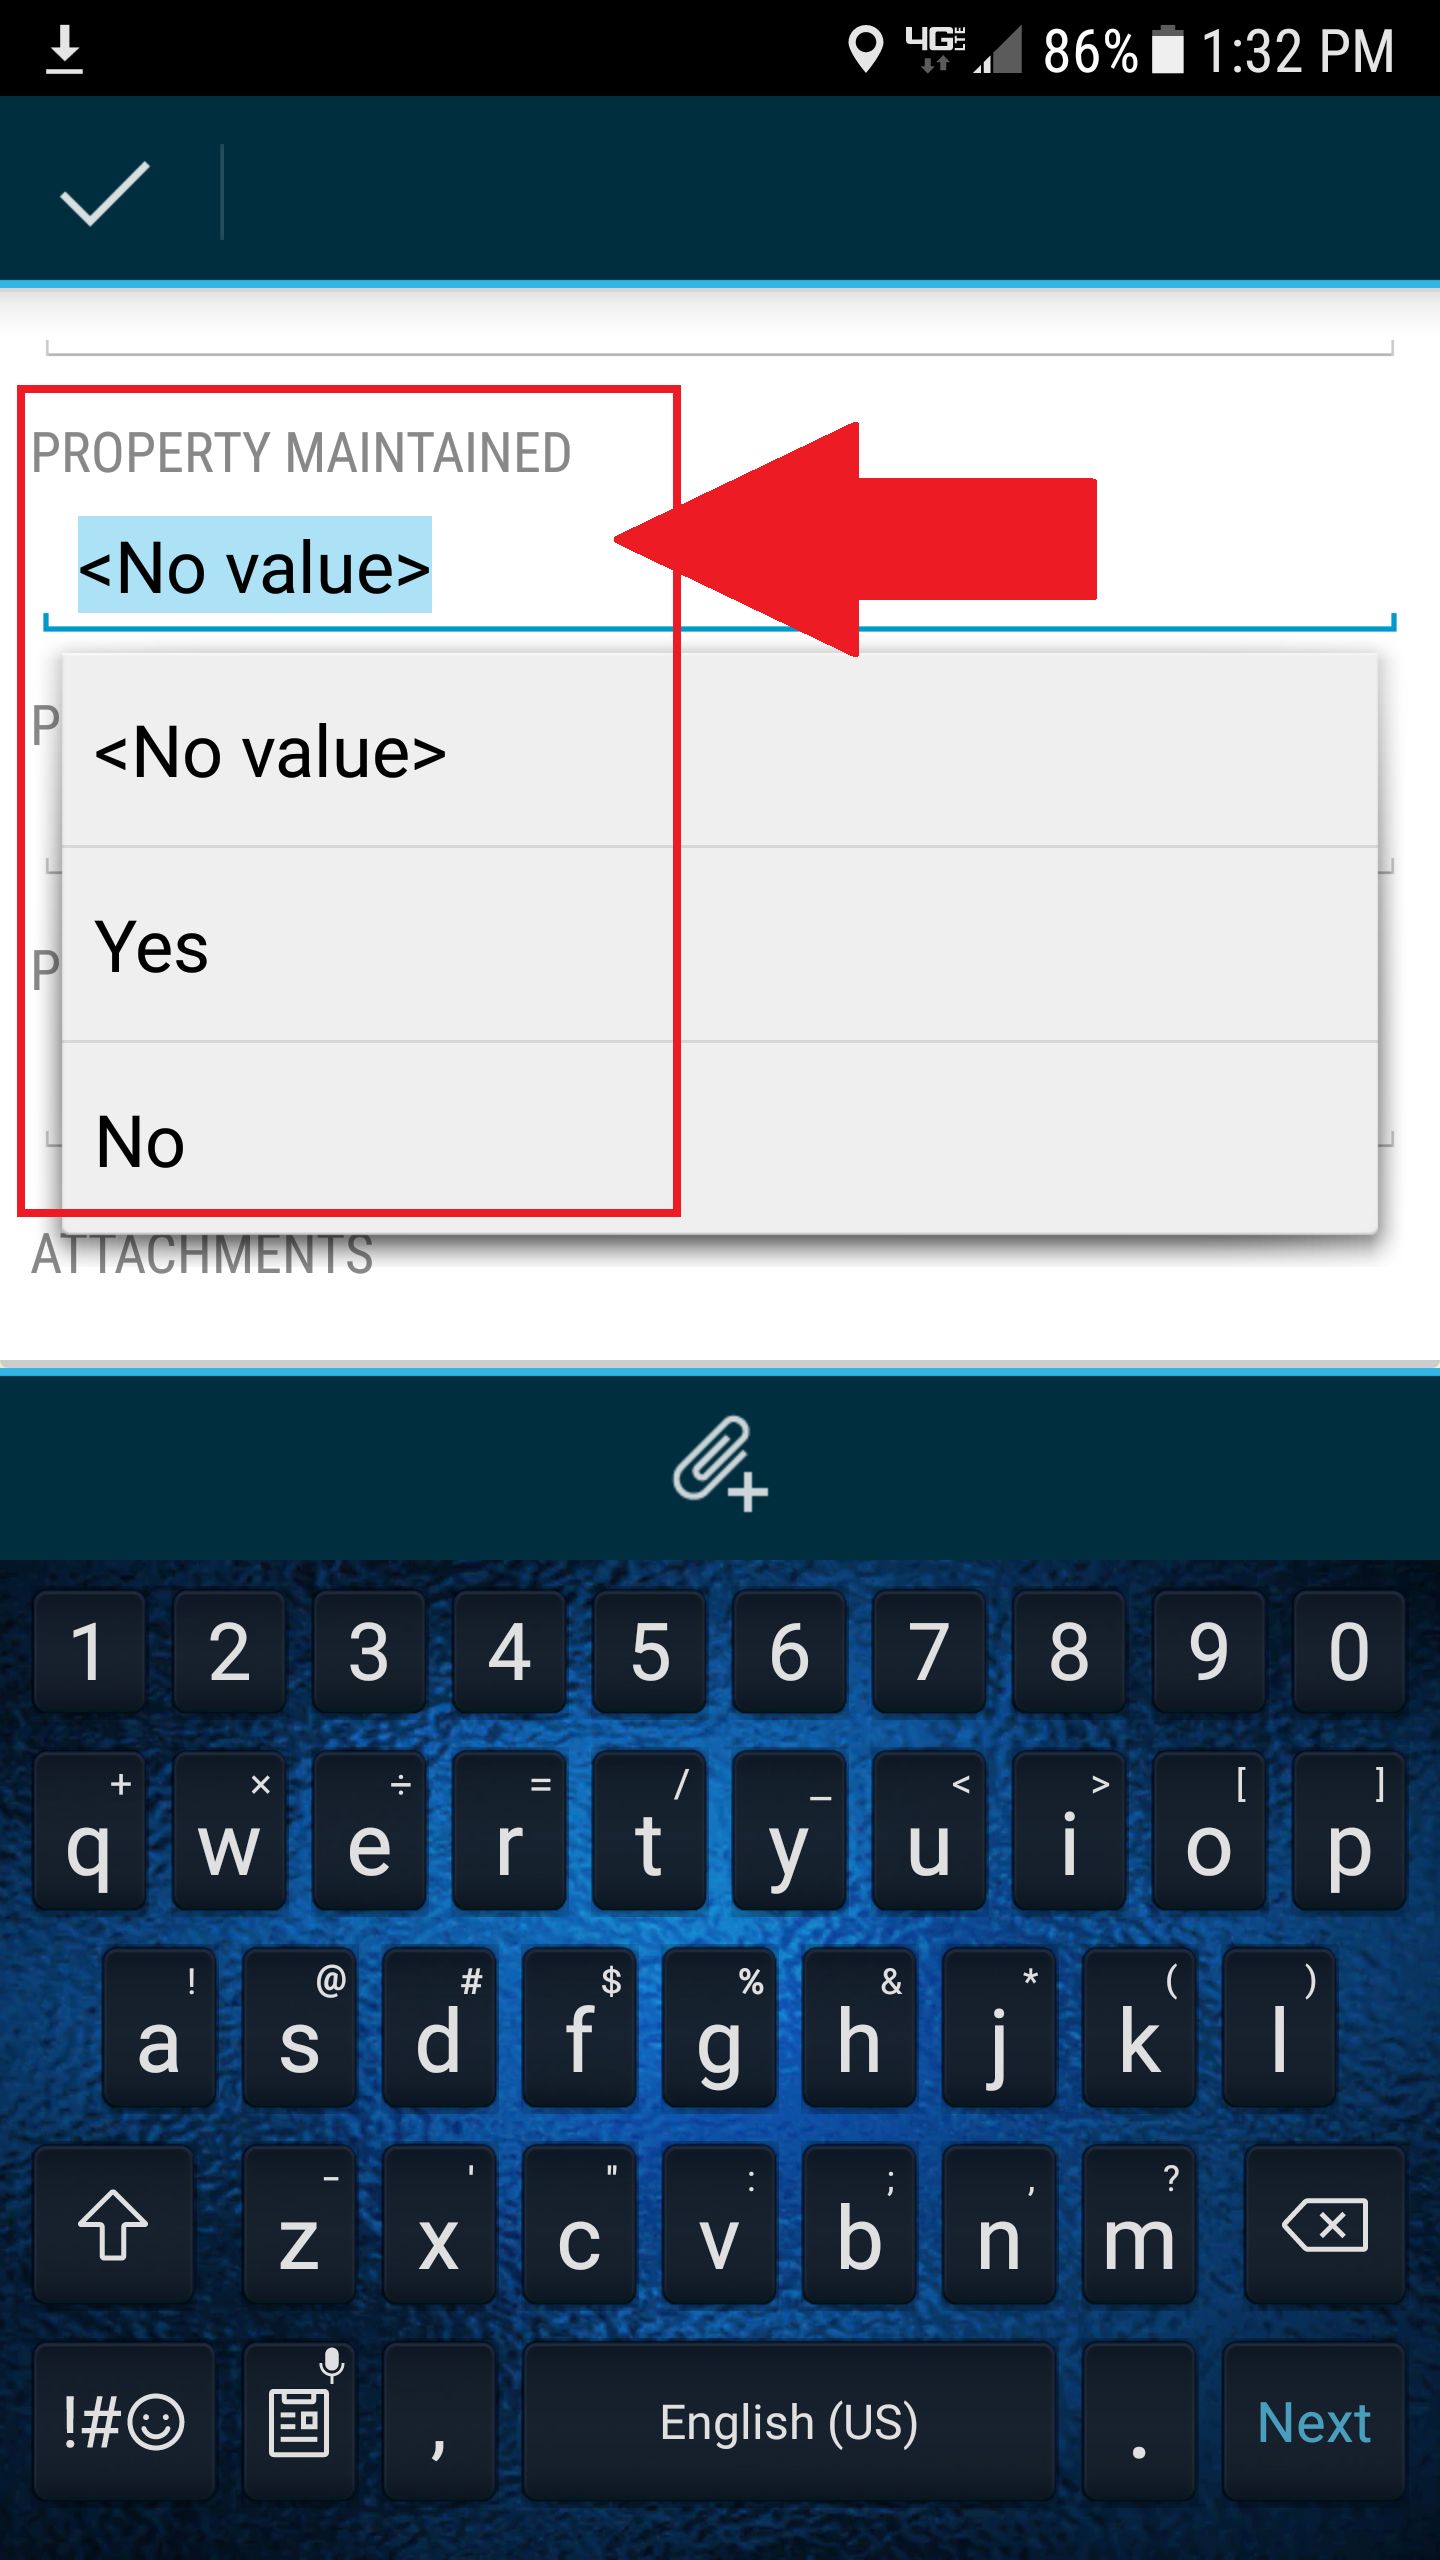 4G LTE 86% 1:32 PM
PROPERTY MAINTAINED
<No value>
<No value>
P
Yes
P
No
ATTACHMENTS
1 2 3 4 5 6 7 8 9 0
+ × ÷ = / _ < > [ ]
q w e r t y u i o p
! @ # $ % & * ( )
a s d f g h j k l
- ' " : ; , ?
z x c v b n m
!#☺ , English (US) . Next